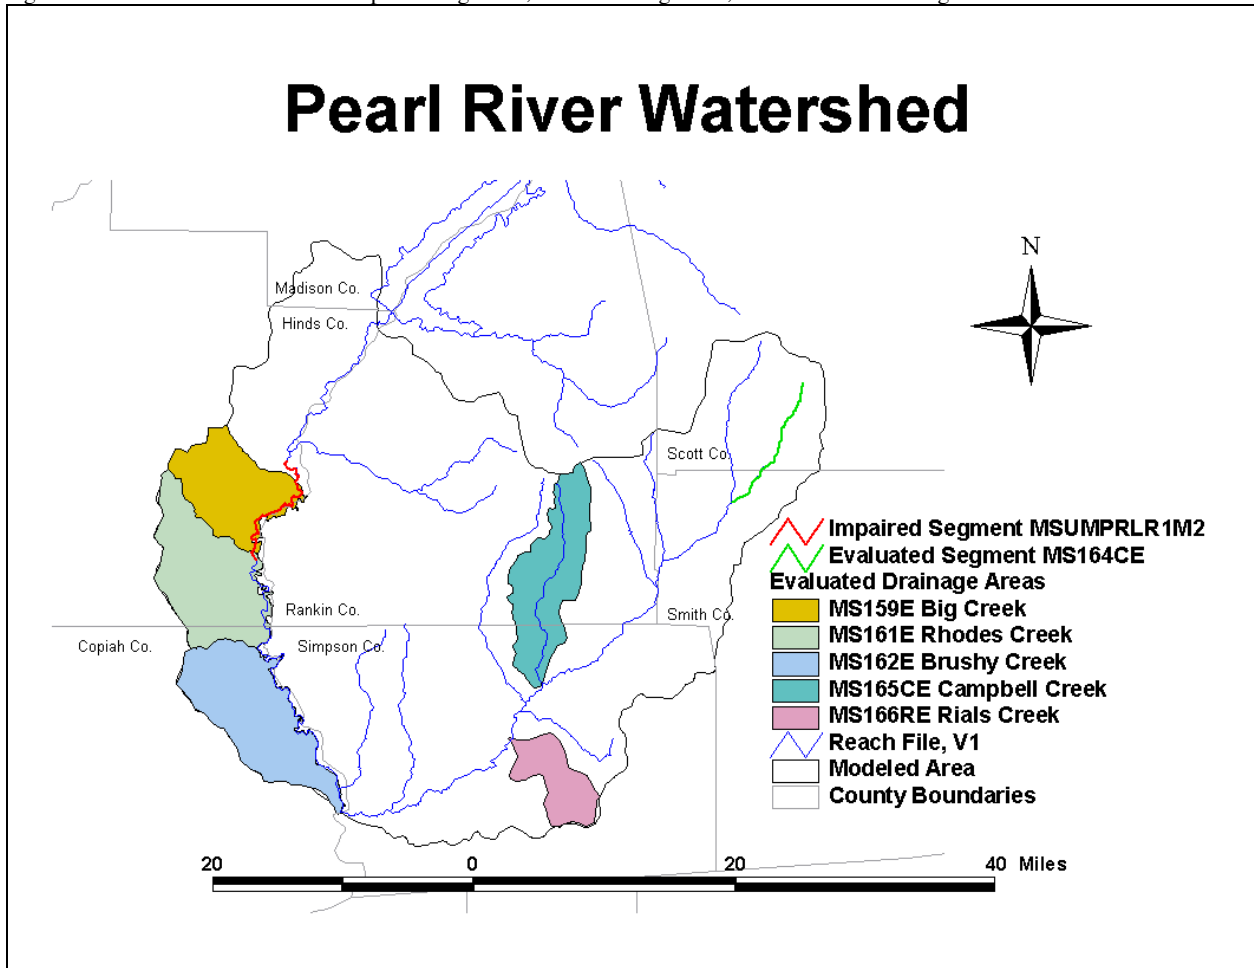 Pearl River Watershed
N
Madison Co.
Hinds Co.
Scott Co.
Impaired Segment MSUMPRLR1M2
Evaluated Segment MS164CE
Evaluated Drainage Areas
MS159E Big Creek
Rankin Co.
Smith Co.
MS161E Rhodes Creek
Copiah Co.
Simpson Co.
MS162E Brushy Creek
MS165CE Campbell Creek
MS166RE Rials Creek
Reach File, V1
Modeled Area
County Boundaries
20 0 20 40 Miles